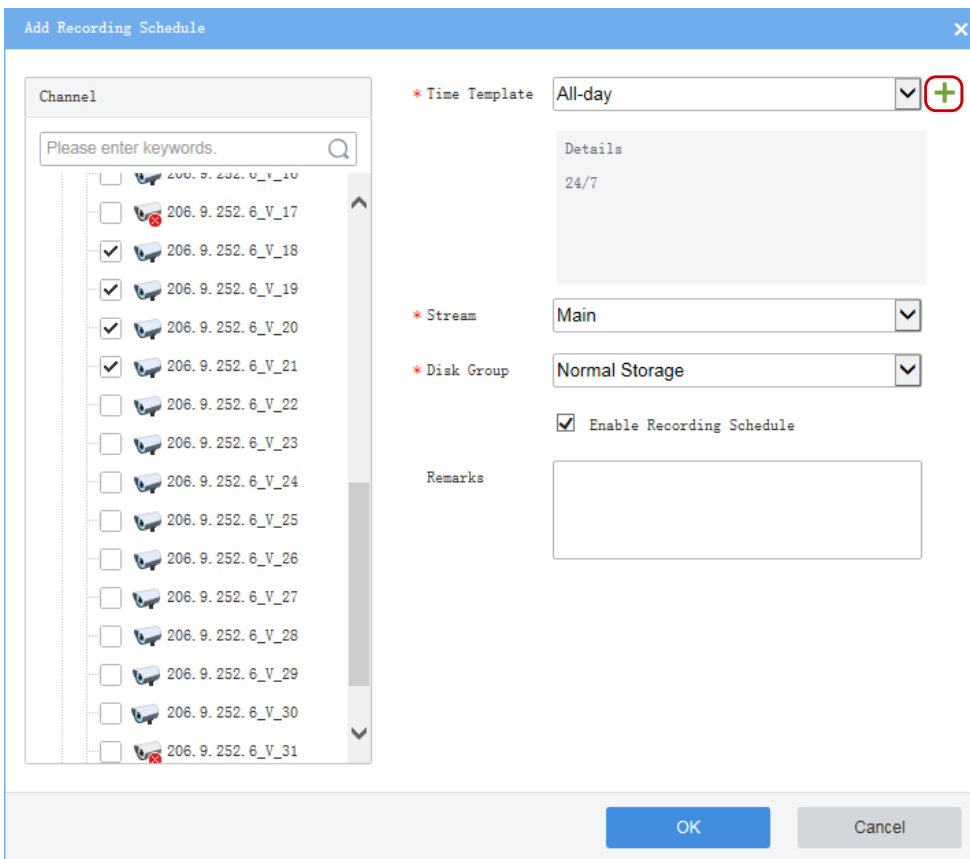 Add Recording Schedule
Channel
Please enter keywords.
206.9.252.6_V_16
206.9.252.6_V_17
206.9.252.6_V_18
206.9.252.6_V_19
206.9.252.6_V_20
206.9.252.6_V_21
206.9.252.6_V_22
206.9.252.6_V_23
206.9.252.6_V_24
206.9.252.6_V_25
206.9.252.6_V_26
206.9.252.6_V_27
206.9.252.6_V_28
206.9.252.6_V_29
206.9.252.6_V_30
206.9.252.6_V_31
* Time Template All-day
Details
24/7
* Stream Main
* Disk Group Normal Storage
Enable Recording Schedule
Remarks
OK Cancel